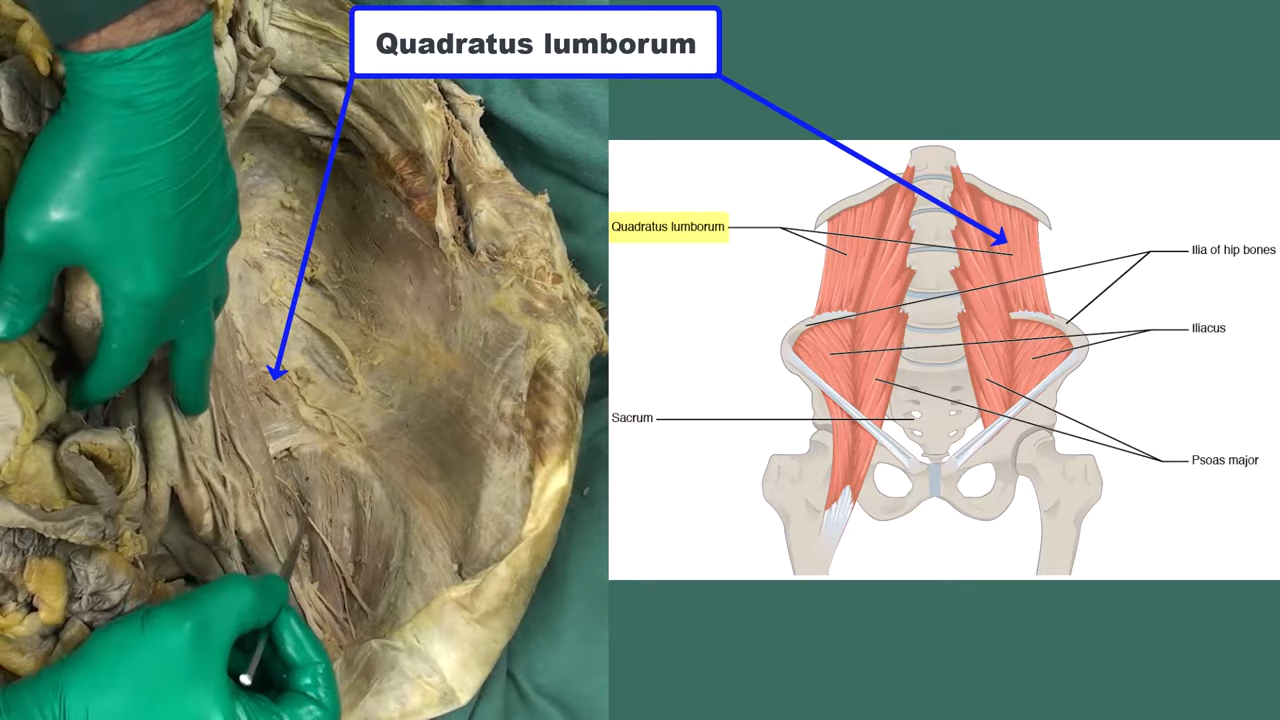 Quadratus lumborum
Quadratus lumborum
Ilia of hip bones
Iliacus
Sacrum
Psoas major